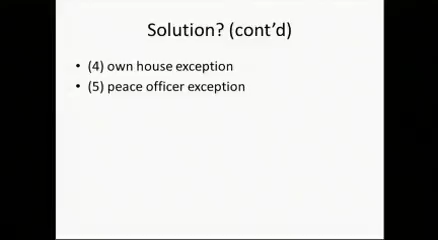 Solution? (cont’d)
• (4) own house exception
• (5) peace officer exception